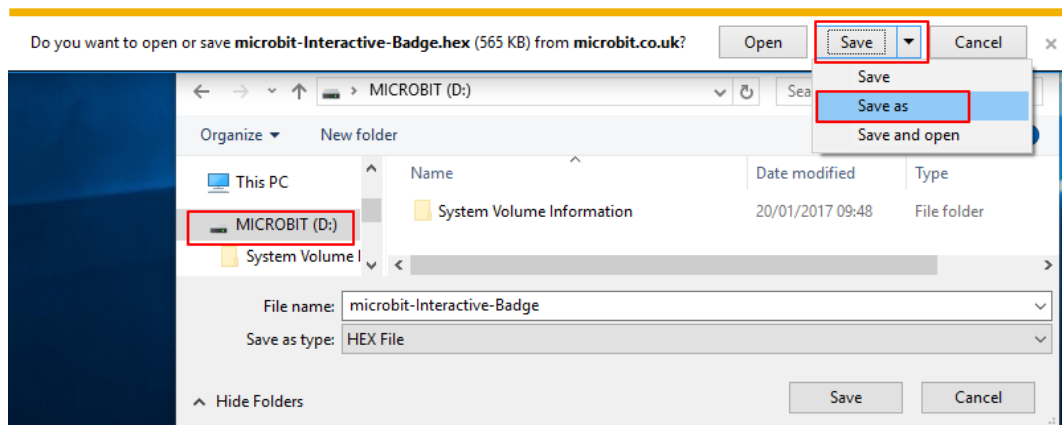 Do you want to open or save microbit-Interactive-Badge.hex (565 KB) from microbit.co.uk? Open Save Cancel
Save
Save as
Save and open
MICROBIT (D:) Sea
Organize New folder
This PC
MICROBIT (D:)
System Volume I
Name Date modified Type
System Volume Information 20/01/2017 09:48 File folder
File name: microbit-Interactive-Badge
Save as type: HEX File
Hide Folders Save Cancel